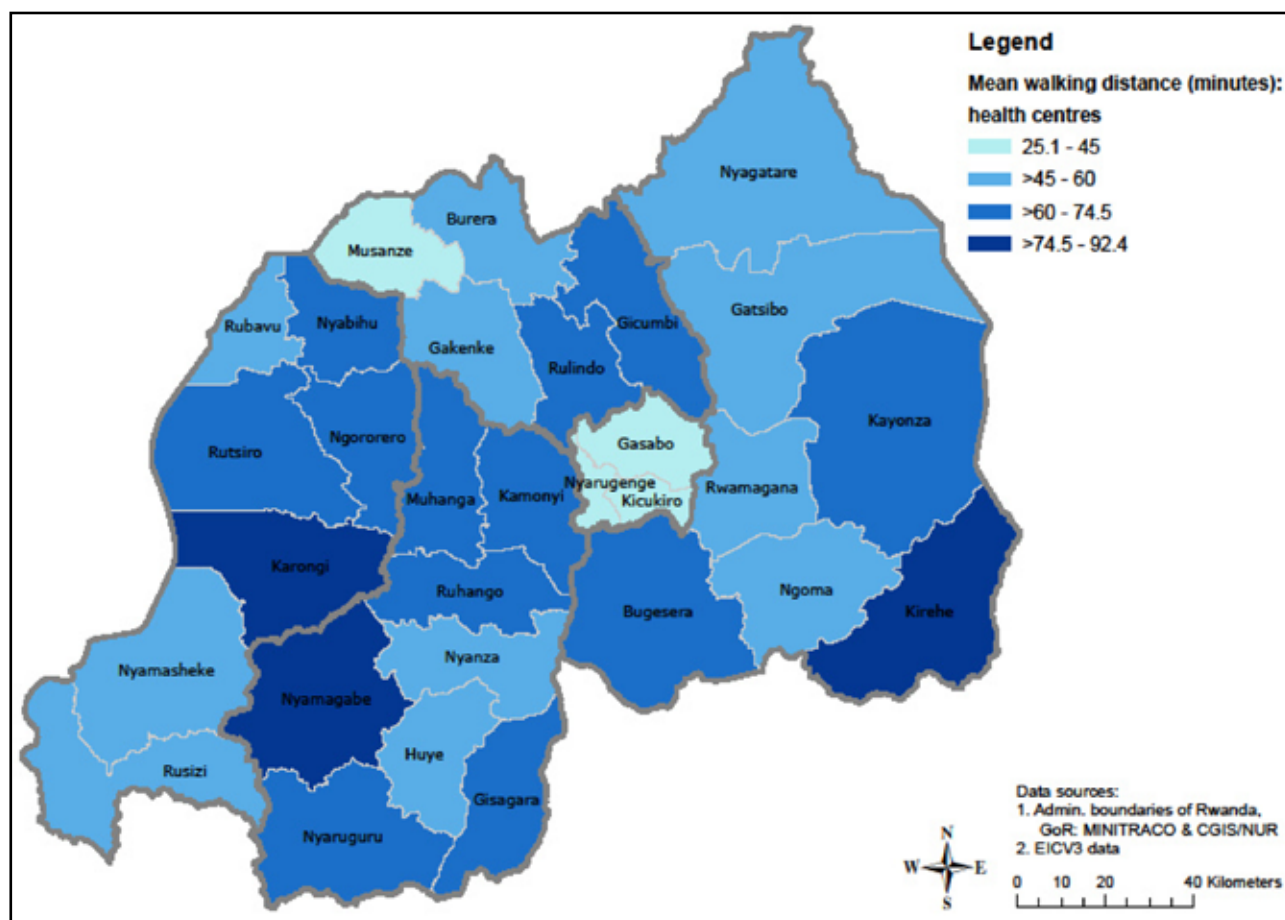 Legend
Mean walking distance (minutes):
health centres
25.1 - 45
>45 - 60
>60 - 74.5
>74.5 - 92.4
Nyagatare
Burera
Musanze
Rubavu
Nyabihu
Gakenke
Gicumbi
Gatsibo
Rulindo
Kayonza
Rutsiro
Ngororero
Gasabo
Muhanga
Kamonyi
Nyarugenge
Kicukiro
Rwamagana
Karongi
Ruhango
Bugesera
Ngoma
Kirehe
Nyamasheke
Nyamagabe
Nyanza
Huye
Rusizi
Gisagara
Nyaruguru
Data sources:
1. Admin. boundaries of Rwanda,
GoR: MINITRACO & CGIS/NUR
2. EICV3 data
N
W
E
S
0 10 20 40 Kilometers